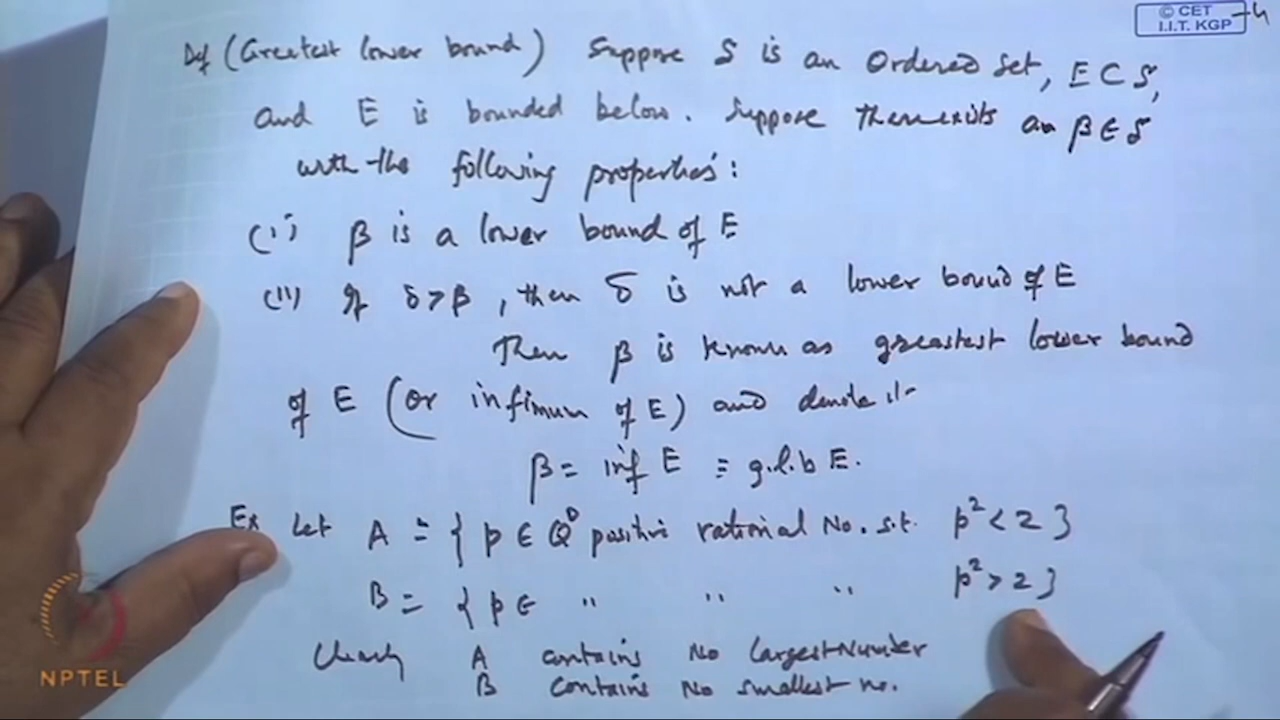 © CET
I.I.T. KGP
-4
Def (Greatest lower bound) Suppose S is an Ordered set, E ⊂ S,
and E is bounded below. Suppose there exists an β ∈ S
with the following properties:
(i) β is a lower bound of E
(ii) If δ > β, then δ is not a lower bound of E
Then β is known as greatest lower bound
of E (or infimum of E) and denote it
β = inf E ≡ g.l.b E.
Ex Let A = { p ∈ Q positive rational No. s.t. p² < 2 }
B = { p ∈ " " " p² > 2 }
Clearly A contains No largest Number
B contains No smallest no.
NPTEL